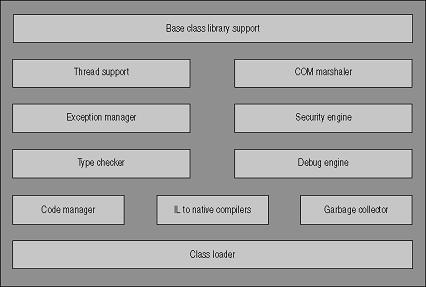 Base class library support
Thread support
COM marshaler
Exception manager
Security engine
Type checker
Debug engine
Code manager
IL to native compilers
Garbage collector
Class loader